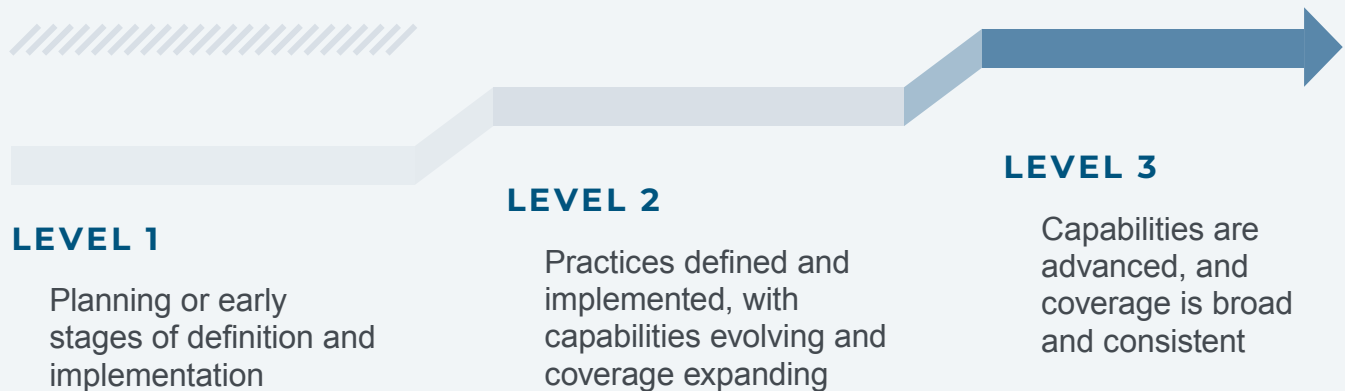 LEVEL 1
Planning or early
stages of definition and
implementation
LEVEL 2
Practices defined and
implemented, with
capabilities evolving and
coverage expanding
LEVEL 3
Capabilities are
advanced, and
coverage is broad
and consistent